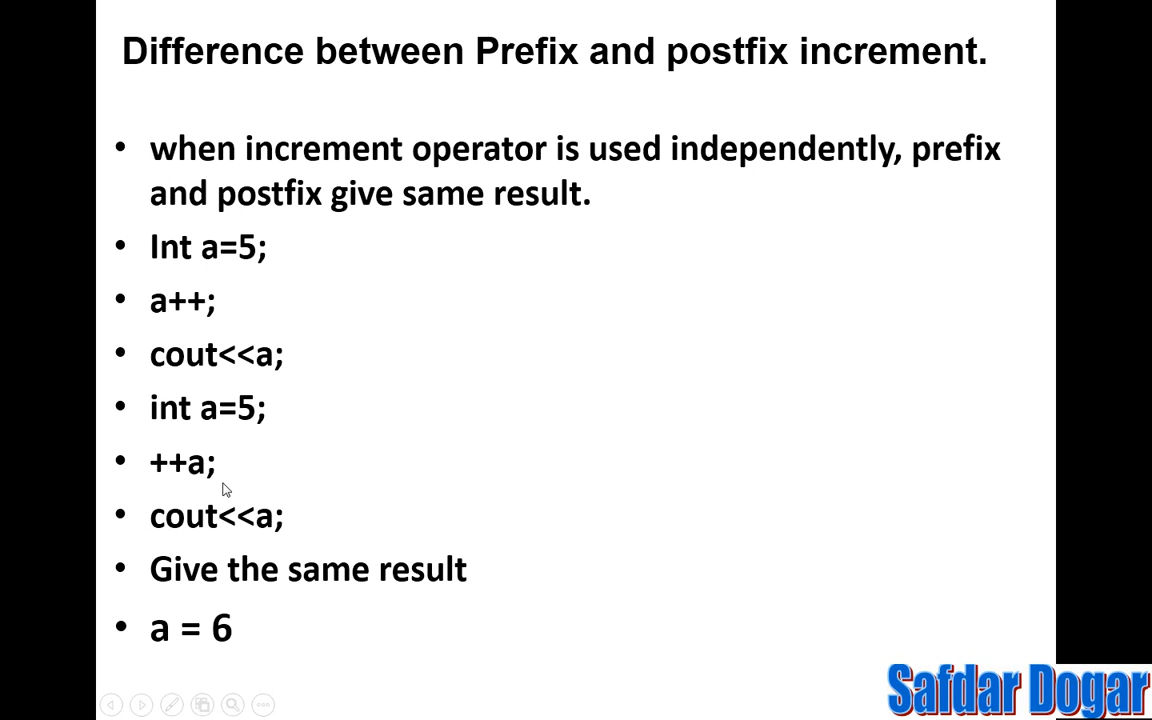 Difference between Prefix and postfix increment.
• when increment operator is used independently, prefix
and postfix give same result.
• Int a=5;
• a++;
• cout<<a;
• int a=5;
• ++a;
• cout<<a;
• Give the same result
• a = 6
Safdar Dogar